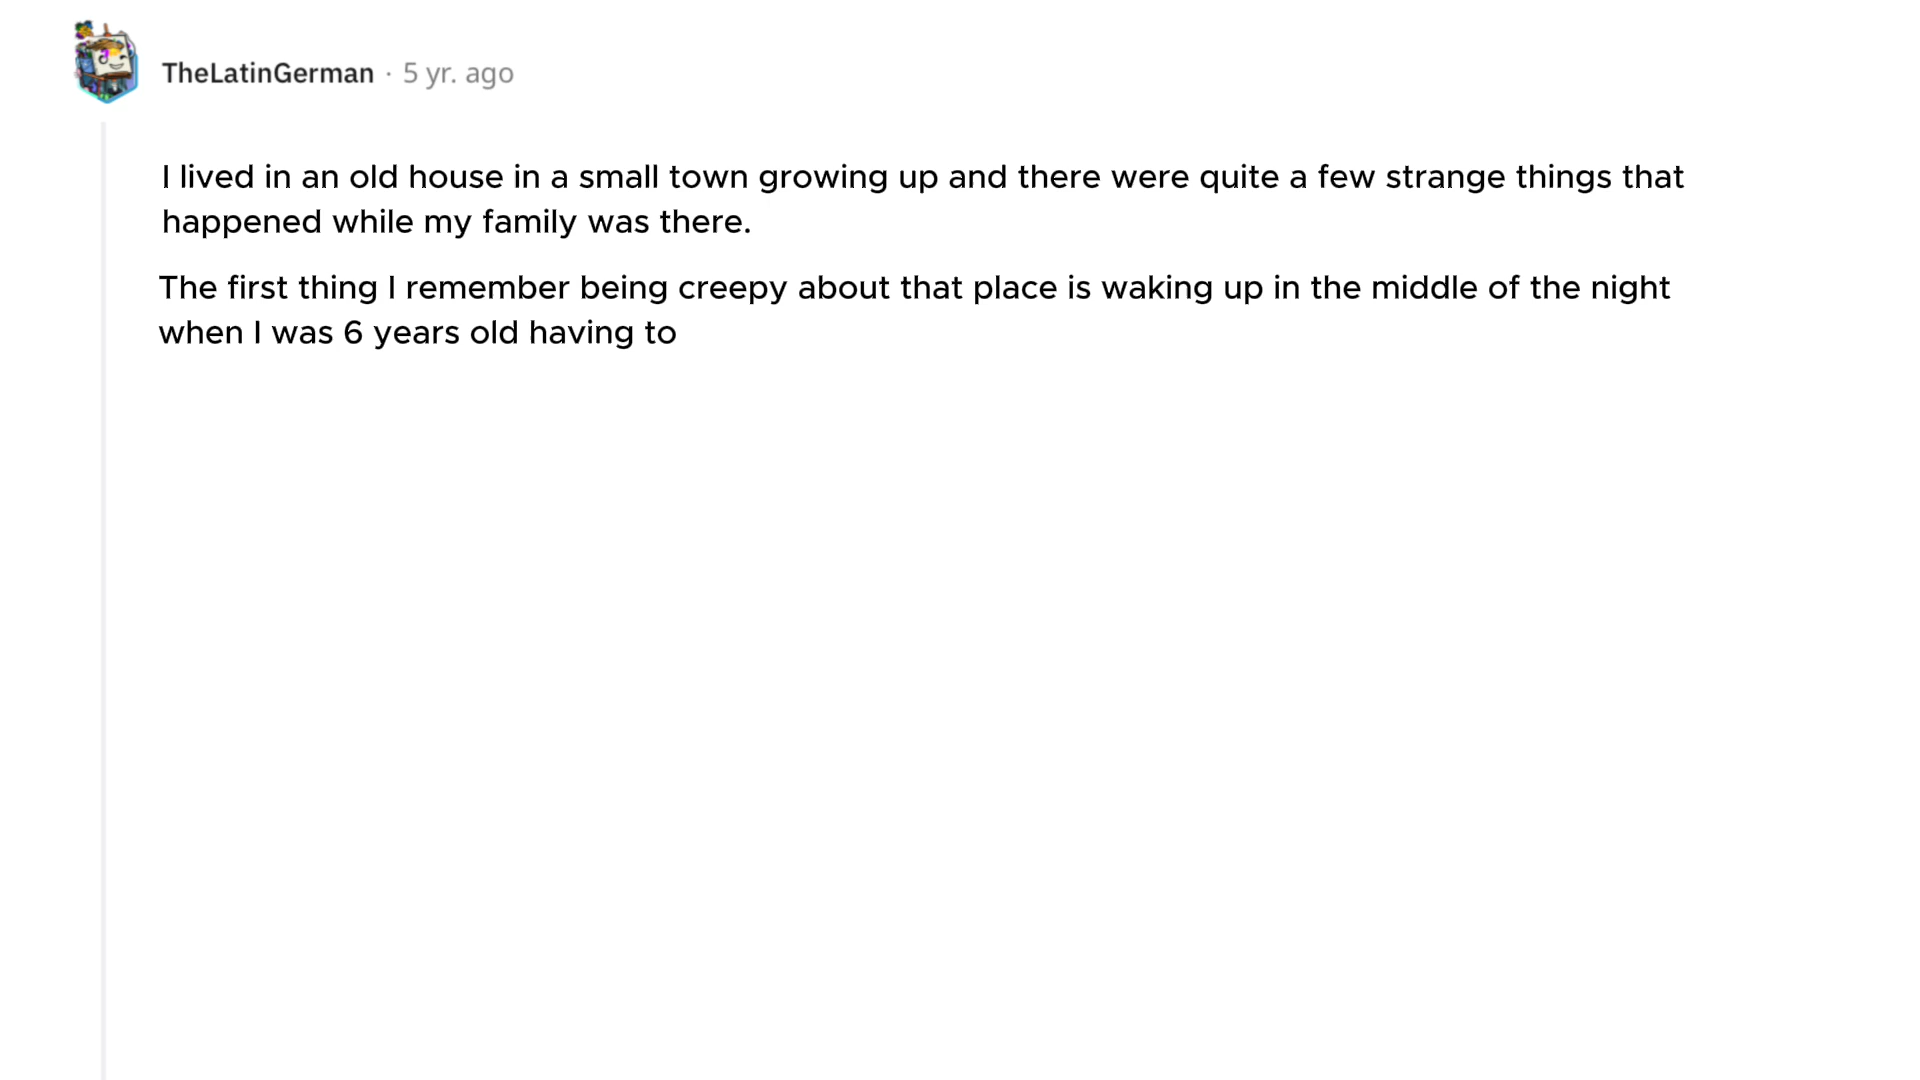 TheLatinGerman · 5 yr. ago
I lived in an old house in a small town growing up and there were quite a few strange things that
happened while my family was there.
The first thing I remember being creepy about that place is waking up in the middle of the night
when I was 6 years old having to